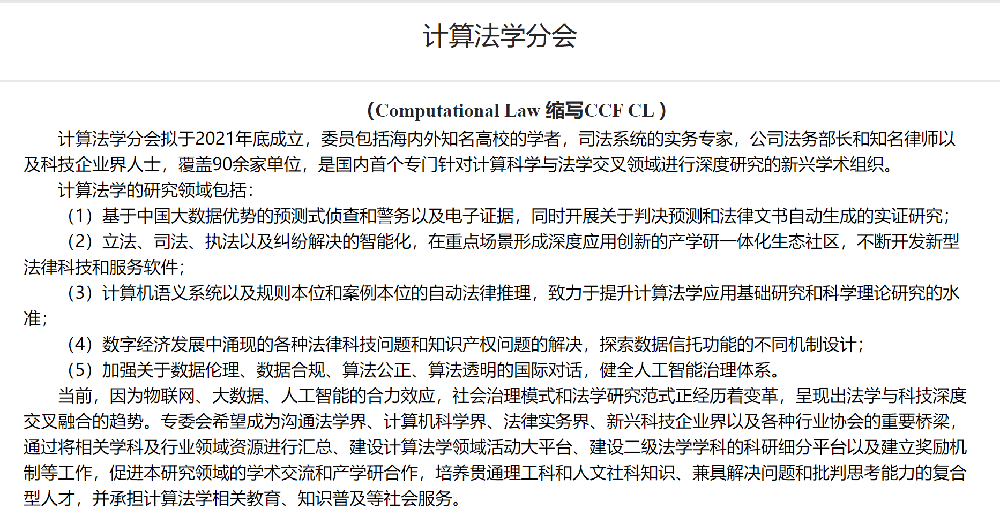 计算法学分会
（Computational Law 缩写CCF CL ）
计算法学分会拟于2021年底成立，委员包括海内外知名高校的学者，司法系统的实务专家，公司法务部长和知名律师以
及科技企业界人士，覆盖90余家单位，是国内首个专门针对计算科学与法学交叉领域进行深度研究的新兴学术组织。
计算法学的研究领域包括：
（1）基于中国大数据优势的预测式侦查和警务以及电子证据，同时开展关于判决预测和法律文书自动生成的实证研究；
（2）立法、司法、执法以及纠纷解决的智能化，在重点场景形成深度应用创新的产学研一体化生态社区，不断开发新型
法律科技和服务软件；
（3）计算机语义系统以及规则本位和案例本位的自动法律推理，致力于提升计算法学应用基础研究和科学理论研究的水
准；
（4）数字经济发展中涌现的各种法律科技问题和知识产权问题的解决，探索数据信托功能的不同机制设计；
（5）加强关于数据伦理、数据合规、算法公正、算法透明的国际对话，健全人工智能治理体系。
当前，因为物联网、大数据、人工智能的合力效应，社会治理模式和法学研究范式正经历着变革，呈现出法学与科技深度
交叉融合的趋势。专委会希望成为沟通法学界、计算机科学界、法律实务界、新兴科技企业界以及各种行业协会的重要桥梁，
通过将相关学科及行业领域资源进行汇总、建设计算法学领域活动大平台、建设二级法学学科的科研细分平台以及建立奖励机
制等工作，促进本研究领域的学术交流和产学研合作，培养贯通理工科和人文社科知识、兼具解决问题和批判思考能力的复合
型人才，并承担计算法学相关教育、知识普及等社会服务。